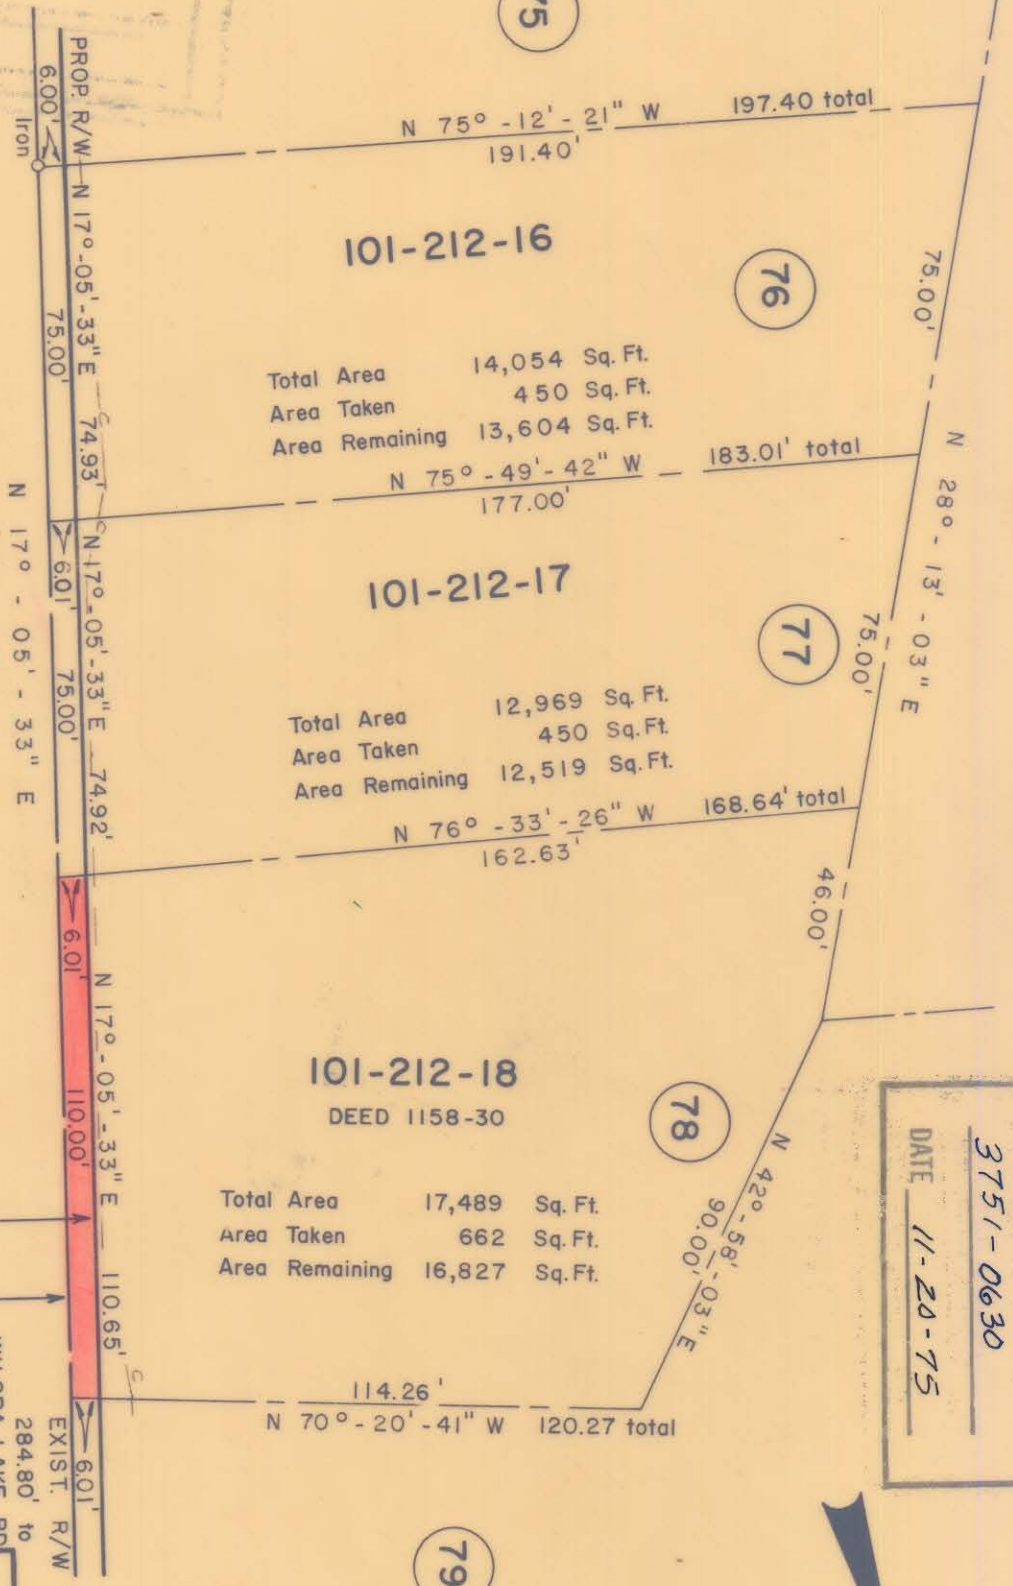 75
N 75° -12' - 21" W 197.40 total
191.40'
PROP. R/W N 17°-05'-33" E 74.93' N 17°-05'-33" E 74.92' N 17°-05'-33" E 110.65'
6.00'
Iron
75.00'
101-212-16
76
75.00'
Total Area 14,054 Sq. Ft.
Area Taken 450 Sq. Ft.
Area Remaining 13,604 Sq. Ft.
N 75° - 49' - 42" W 183.01' total
177.00'
N 28° - 13' - 03" E
6.01'
75.00'
N 17° - 05' - 33" E
101-212-17
77
75.00'
Total Area 12,969 Sq. Ft.
Area Taken 450 Sq. Ft.
Area Remaining 12,519 Sq. Ft.
N 76° - 33' - 26" W 168.64' total
162.63'
46.00'
6.01'
110.00'
101-212-18
DEED 1158-30
78
Total Area 17,489 Sq. Ft.
Area Taken 662 Sq. Ft.
Area Remaining 16,827 Sq. Ft.
N 42° - 58' - 03" E
90.00'
3751-0630
DATE 11-20-75
114.26'
N 70° - 20' - 41" W 120.27 total
6.01'
EXIST. R/W
284.80' to
LAKE RD
79